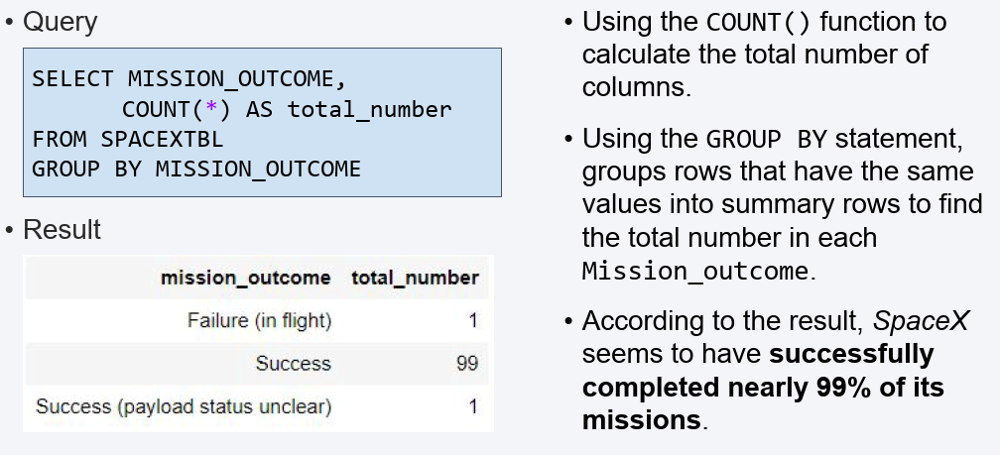 • Query
SELECT MISSION_OUTCOME,
COUNT(*) AS total_number
FROM SPACEXTBL
GROUP BY MISSION_OUTCOME
• Result
mission_outcome total_number
Failure (in flight) 1
Success 99
Success (payload status unclear) 1
• Using the COUNT() function to
calculate the total number of
columns.
• Using the GROUP BY statement,
groups rows that have the same
values into summary rows to find
the total number in each
Mission_outcome.
• According to the result, SpaceX
seems to have successfully
completed nearly 99% of its
missions.